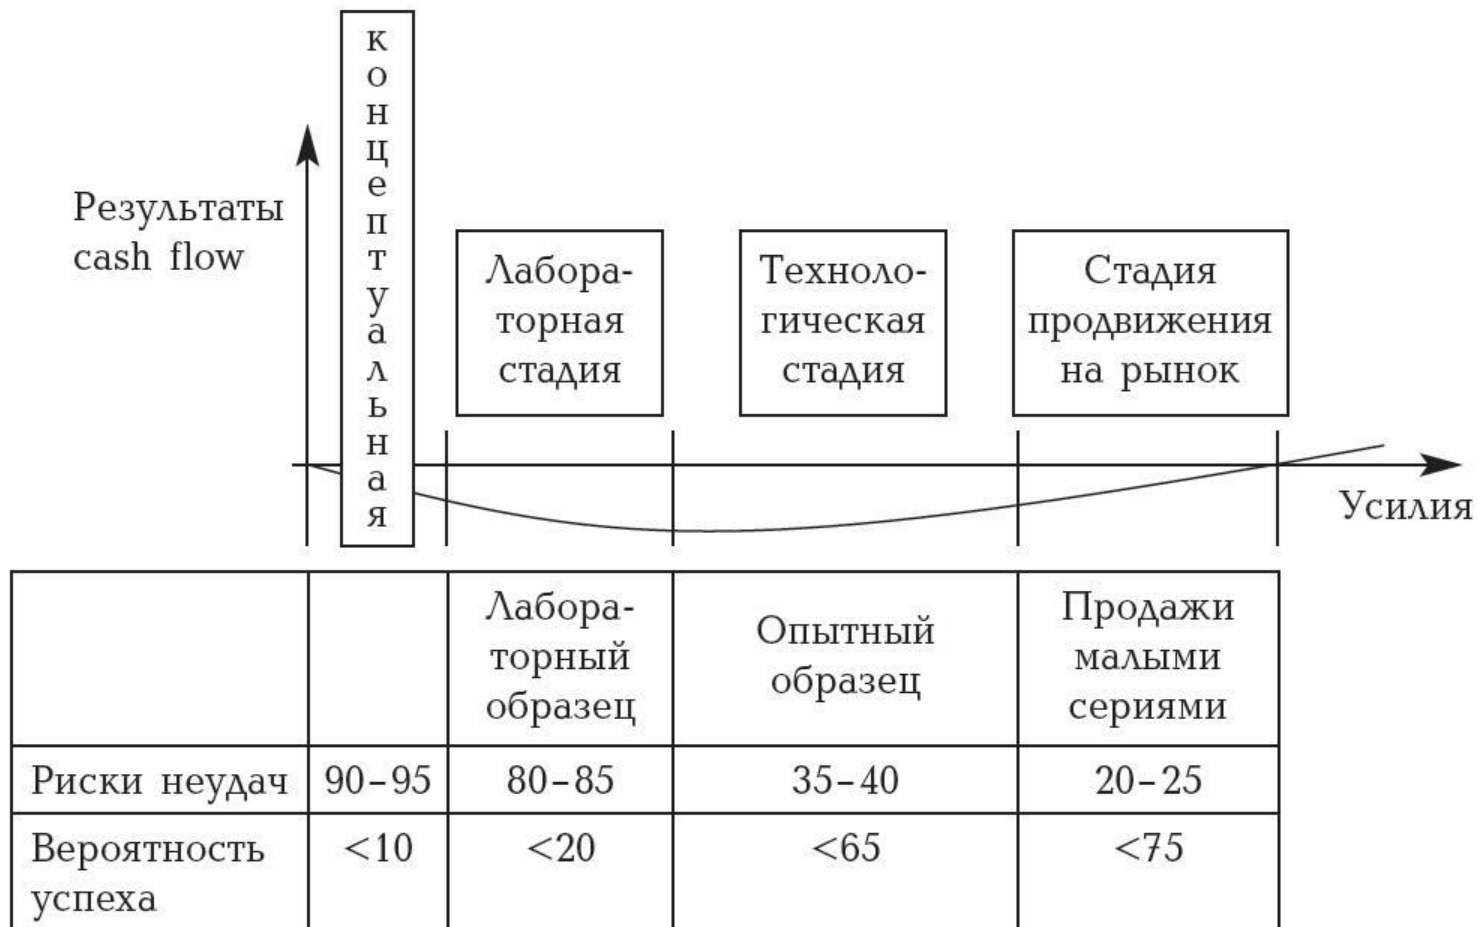 концептуальная
Результаты
cash flow
Лабора-
торная
стадия
Техноло-
гическая
стадия
Стадия
продвижения
на рынок
Усилия
Лабора-
торный
образец
Опытный
образец
Продажи
малыми
сериями
Риски неудач 90–95 80–85 35–40 20–25
Вероятность <10 <20 <65 <75
успеха